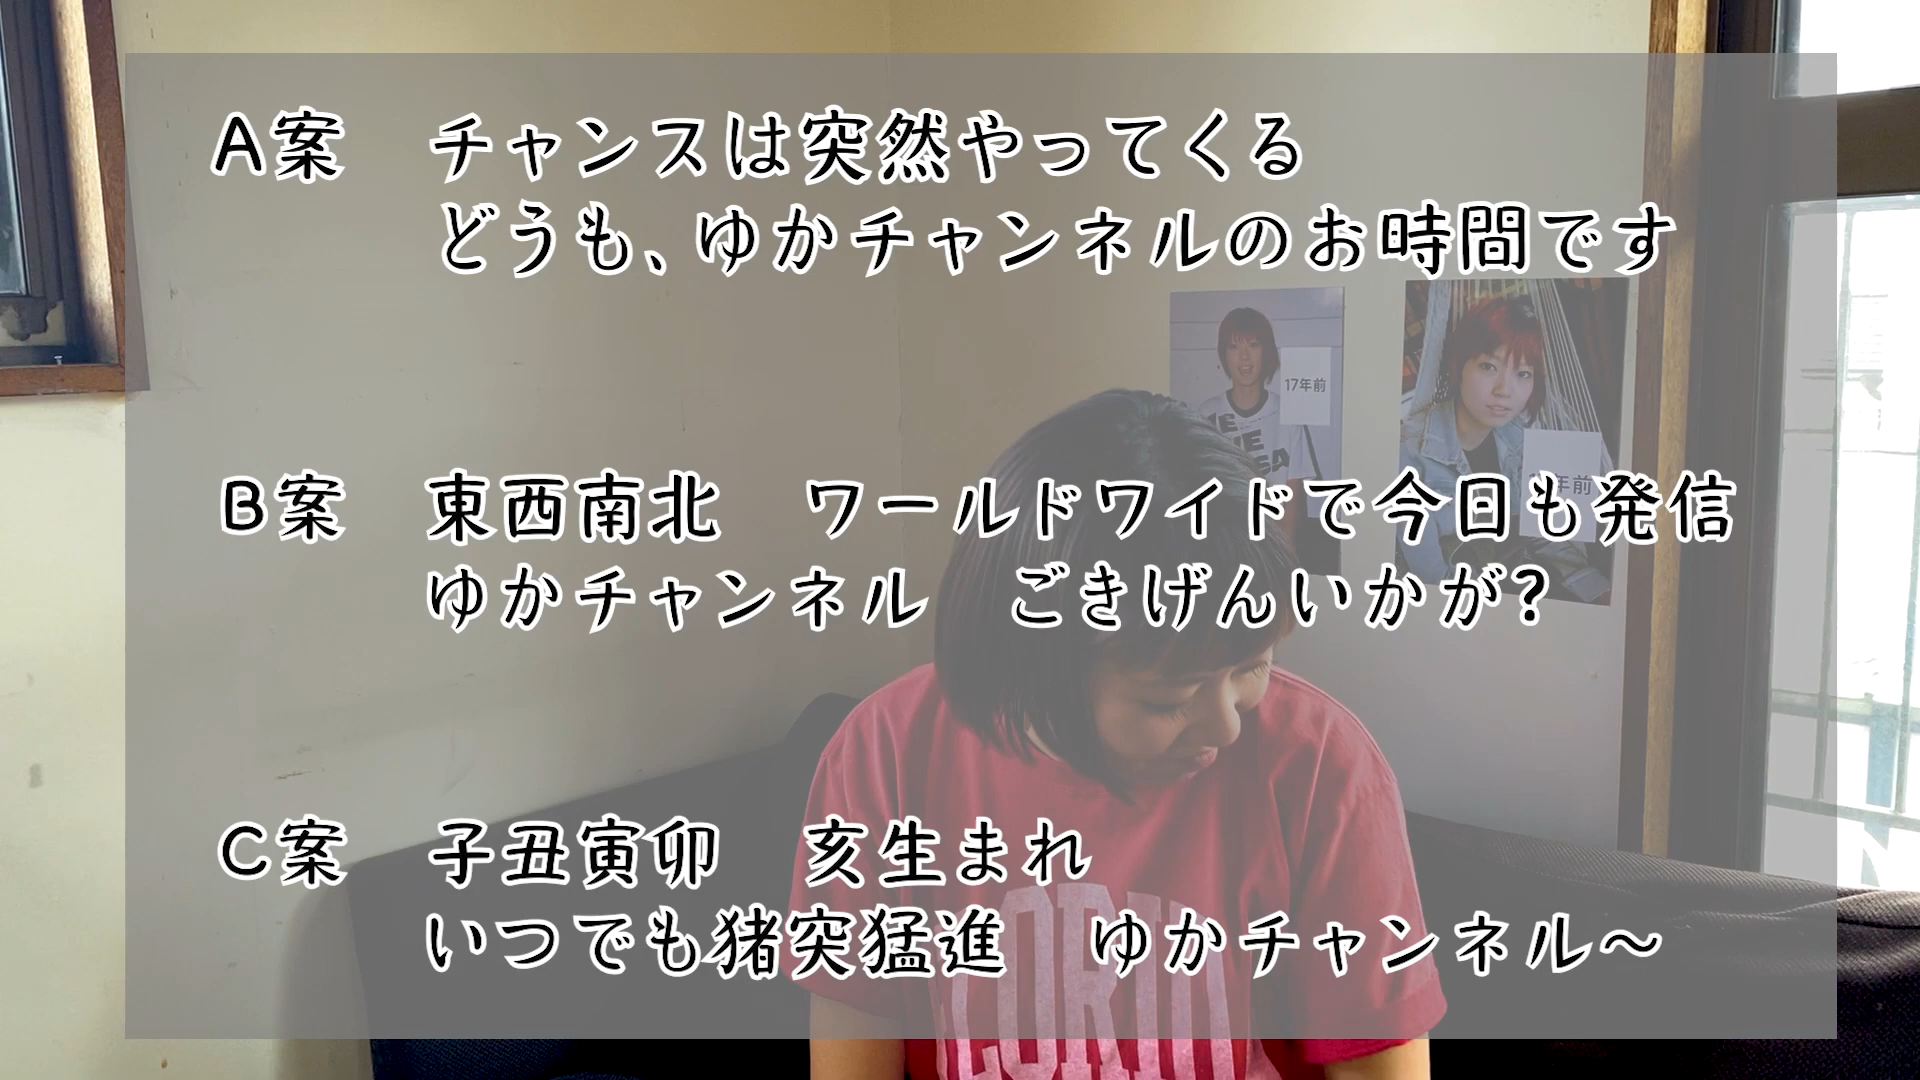 A案 チャンスは突然やってくる
どうも、ゆかチャンネルのお時間です
17年前
B案 東西南北 ワールドワイドで今日も発信
年前
ゆかチャンネル ごきげんいかが?
C案 子丑寅卯 亥生まれ
いつでも猪突猛進 ゆかチャンネル〜